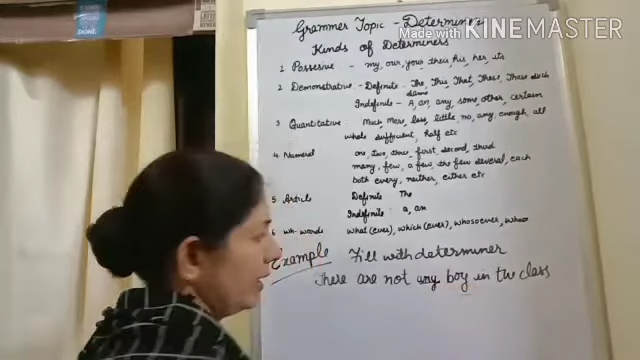 DONE
Made with KINEMASTER
Grammer Topic - Determiners
Kinds of Determiners
1 Possersive - my, our, your, their, his, her, its
2 Demonstrative - Definite - The, This, That, These, Those such
same
Indefinite - A, an, any, some, other, certain
3 Quantitative Much, More, less, little, no, any, enough, all
whole sufficient, half etc
4 Numeral one, two, three, first, second, third
many, few, a few, the few several, each
both every, neither, either etc
5 Article Definite The
Indefinite - a, an
6 Wh-words What (ever), which (ever), whosoever,
Example Fill with determiner
There are not any boy in the class